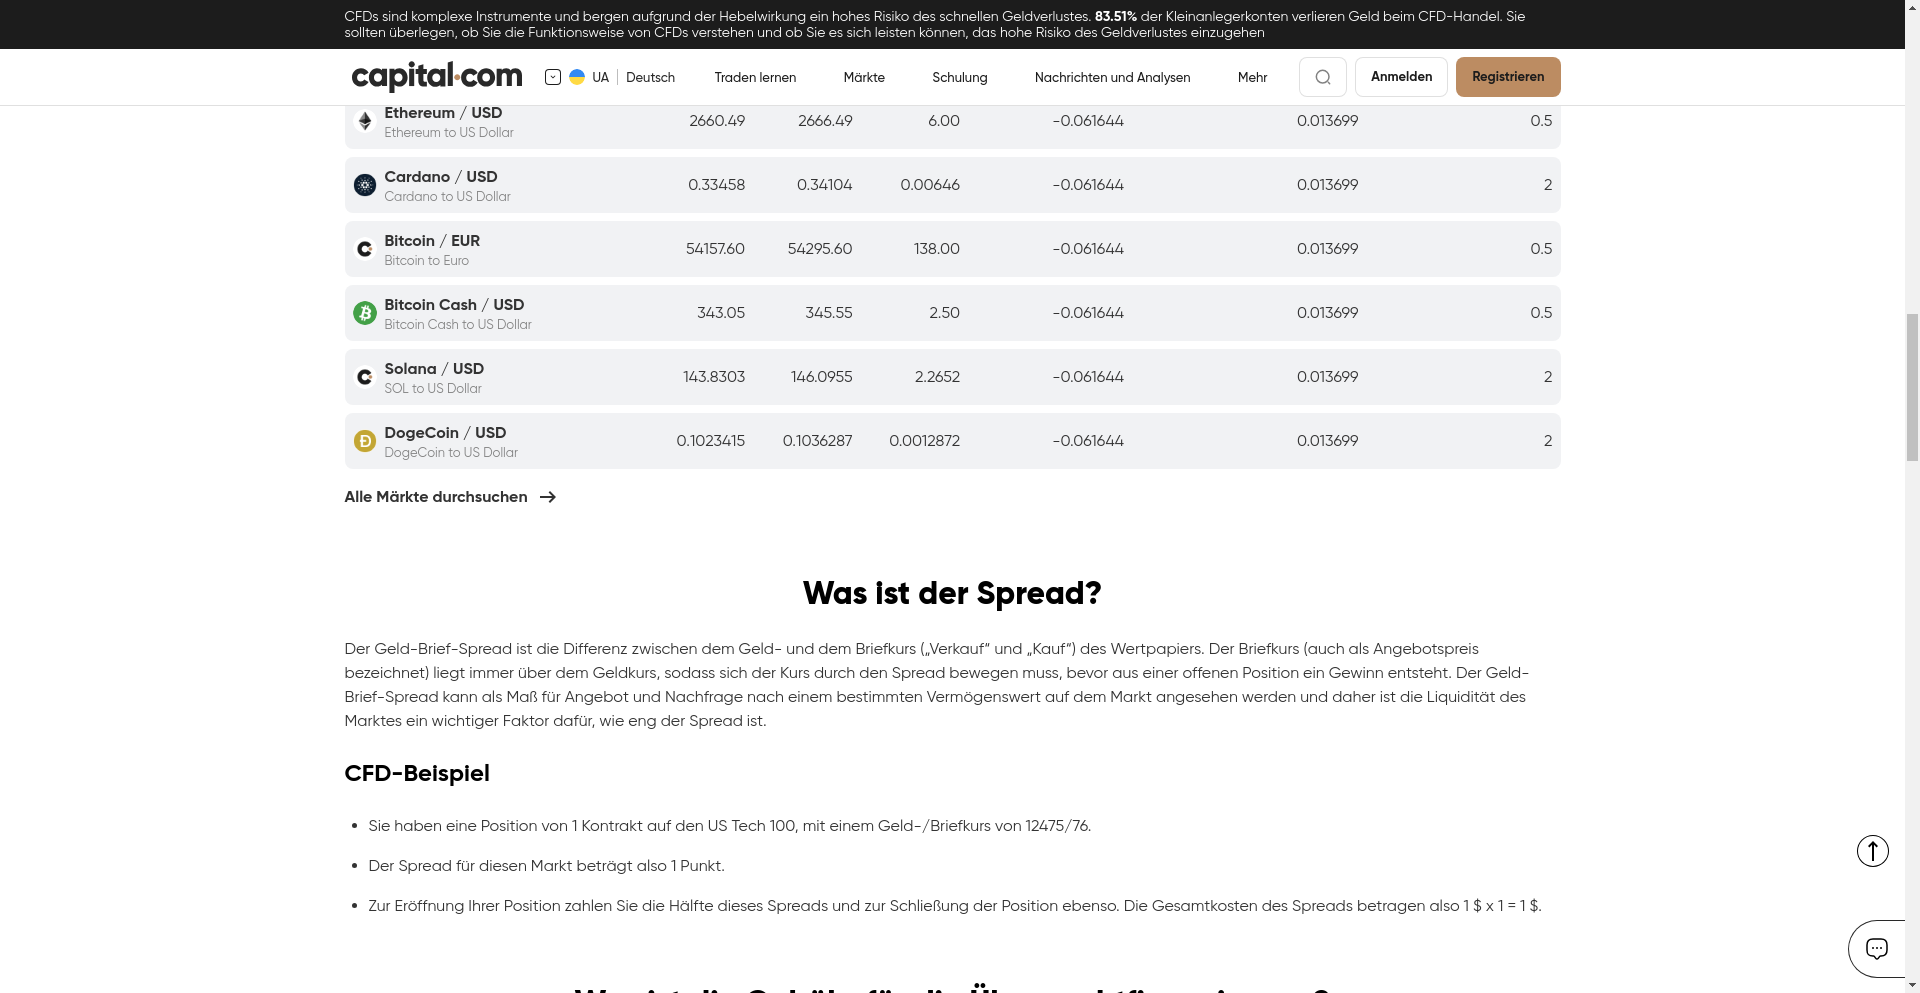 CFDs sind komplexe Instrumente und bergen aufgrund der Hebelwirkung ein hohes Risiko des schnellen Geldverlustes. 83.51% der Kleinanlegerkonten verlieren Geld beim CFD-Handel. Sie
sollten überlegen, ob Sie die Funktionsweise von CFDs verstehen und ob Sie es sich leisten können, das hohe Risiko des Geldverlustes einzugehen
capital.com UA Deutsch Traden lernen Märkte Schulung Nachrichten und Analysen Mehr Anmelden Registrieren
Ethereum / USD 2660.49 2666.49 6.00 -0.061644 0.013699 0.5
Ethereum to US Dollar
Cardano / USD 0.33458 0.34104 0.00646 -0.061644 0.013699 2
Cardano to US Dollar
Bitcoin / EUR 54157.60 54295.60 138.00 -0.061644 0.013699 0.5
Bitcoin to Euro
Bitcoin Cash / USD 343.05 345.55 2.50 -0.061644 0.013699 0.5
Bitcoin Cash to US Dollar
Solana / USD 143.8303 146.0955 2.2652 -0.061644 0.013699 2
SOL to US Dollar
DogeCoin / USD 0.1023415 0.1036287 0.0012872 -0.061644 0.013699 2
DogeCoin to US Dollar
Alle Märkte durchsuchen →
Was ist der Spread?
Der Geld-Brief-Spread ist die Differenz zwischen dem Geld- und dem Briefkurs („Verkauf“ und „Kauf“) des Wertpapiers. Der Briefkurs (auch als Angebotspreis
bezeichnet) liegt immer über dem Geldkurs, sodass sich der Kurs durch den Spread bewegen muss, bevor aus einer offenen Position ein Gewinn entsteht. Der Geld-
Brief-Spread kann als Maß für Angebot und Nachfrage nach einem bestimmten Vermögenswert auf dem Markt angesehen werden und daher ist die Liquidität des
Marktes ein wichtiger Faktor dafür, wie eng der Spread ist.
CFD-Beispiel
• Sie haben eine Position von 1 Kontrakt auf den US Tech 100, mit einem Geld-/Briefkurs von 12475/76.
• Der Spread für diesen Markt beträgt also 1 Punkt.
• Zur Eröffnung Ihrer Position zahlen Sie die Hälfte dieses Spreads und zur Schließung der Position ebenso. Die Gesamtkosten des Spreads betragen also 1 $ x 1 = 1 $.